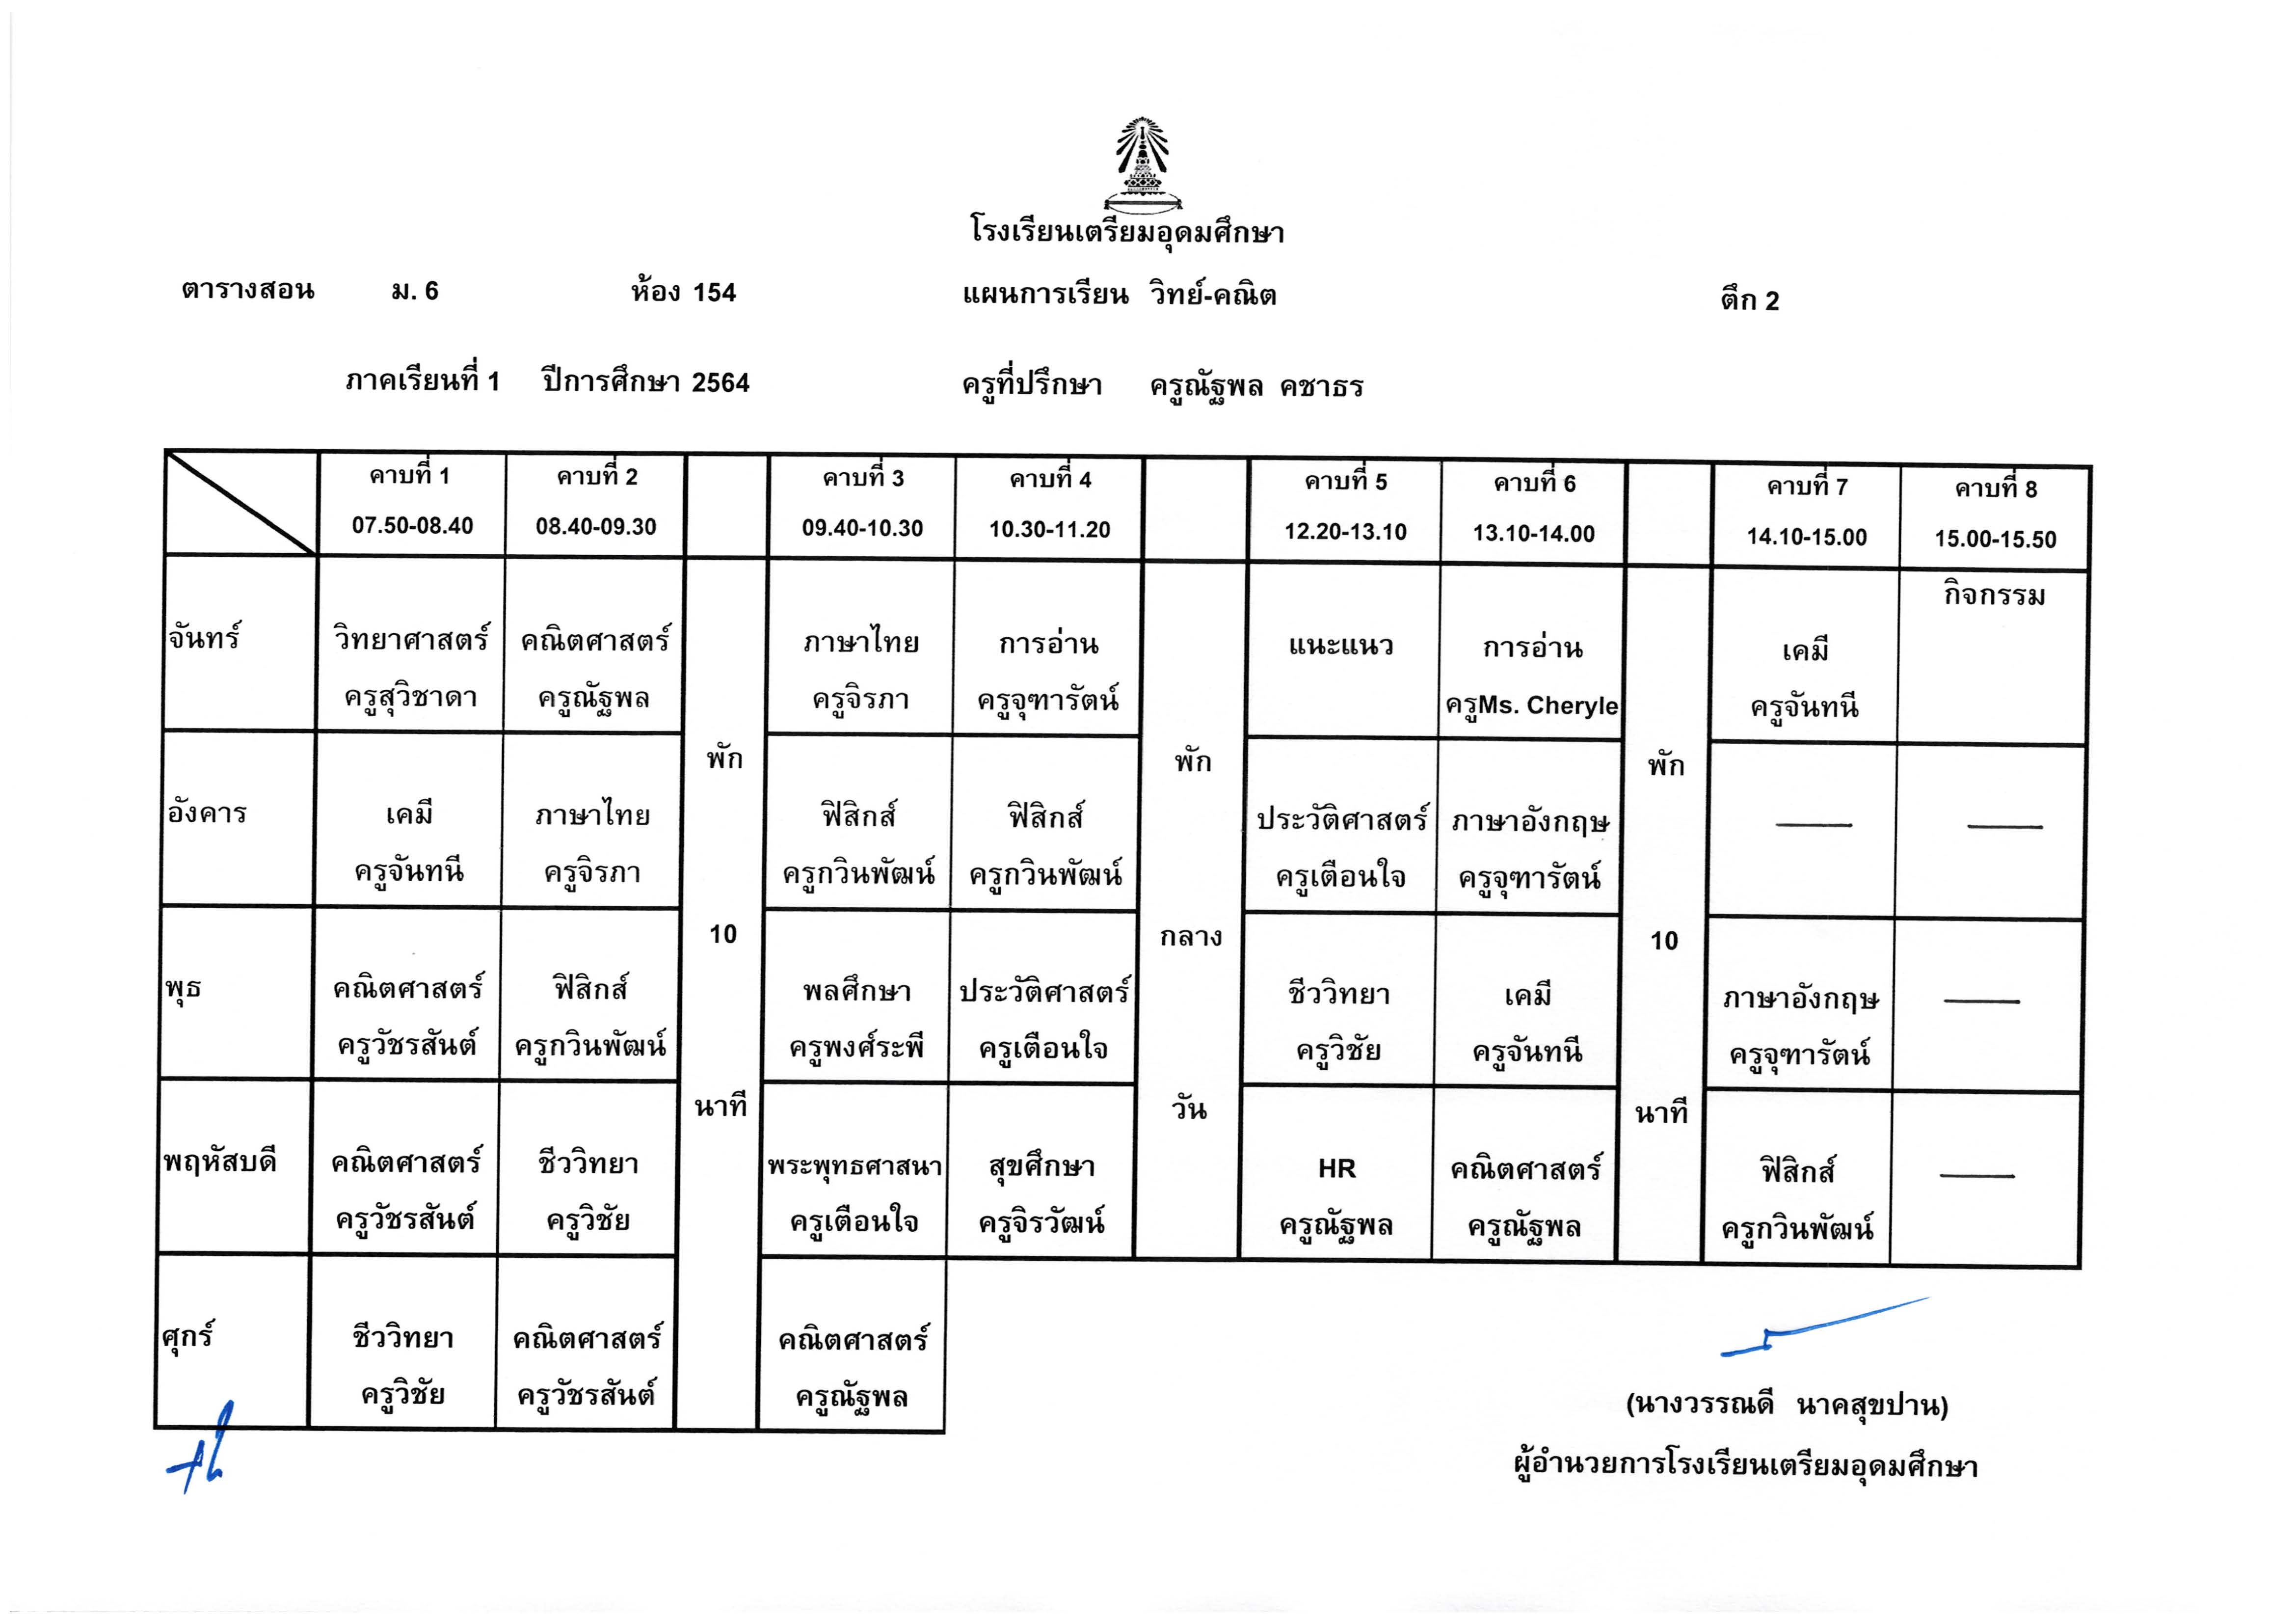 โรงเรียนเตรียมอุดมศึกษา
ตารางสอน ม. 6 ห้อง 154 แผนการเรียน วิทย์-คณิต ตึก 2
ภาคเรียนที่ 1 ปีการศึกษา 2564 ครูที่ปรึกษา ครูณัฐพล คชาธร
คาบที่ 1 คาบที่ 2 คาบที่ 3 คาบที่ 4 คาบที่ 5 คาบที่ 6 คาบที่ 7 คาบที่ 8
07.50-08.40 08.40-09.30 09.40-10.30 10.30-11.20 12.20-13.10 13.10-14.00 14.10-15.00 15.00-15.50
กิจกรรม
จันทร์ วิทยาศาสตร์ คณิตศาสตร์ ภาษาไทย การอ่าน แนะแนว การอ่าน เคมี
ครูสุวิชาดา ครูณัฐพล ครูจิรภา ครูจุฑารัตน์ ครูMs. Cheryle ครูจันทนี
พัก พัก พัก
อังคาร เคมี ภาษาไทย ฟิสิกส์ ฟิสิกส์ ประวัติศาสตร์ ภาษาอังกฤษ —— ——
ครูจันทนี ครูจิรภา ครูกวินพัฒน์ ครูกวินพัฒน์ ครูเตือนใจ ครูจุฑารัตน์
10 กลาง 10
พุธ คณิตศาสตร์ ฟิสิกส์ พลศึกษา ประวัติศาสตร์ ชีววิทยา เคมี ภาษาอังกฤษ ——
ครูวัชรสันต์ ครูกวินพัฒน์ ครูพงศ์ระพี ครูเตือนใจ ครูวิชัย ครูจันทนี ครูจุฑารัตน์
นาที วัน นาที
พฤหัสบดี คณิตศาสตร์ ชีววิทยา พระพุทธศาสนา สุขศึกษา HR คณิตศาสตร์ ฟิสิกส์ ——
ครูวัชรสันต์ ครูวิชัย ครูเตือนใจ ครูจิรวัฒน์ ครูณัฐพล ครูณัฐพล ครูกวินพัฒน์
ศุกร์ ชีววิทยา คณิตศาสตร์ คณิตศาสตร์
ครูวิชัย ครูวัชรสันต์ ครูณัฐพล
(นางวรรณดี นาคสุขปาน)
ผู้อำนวยการโรงเรียนเตรียมอุดมศึกษา